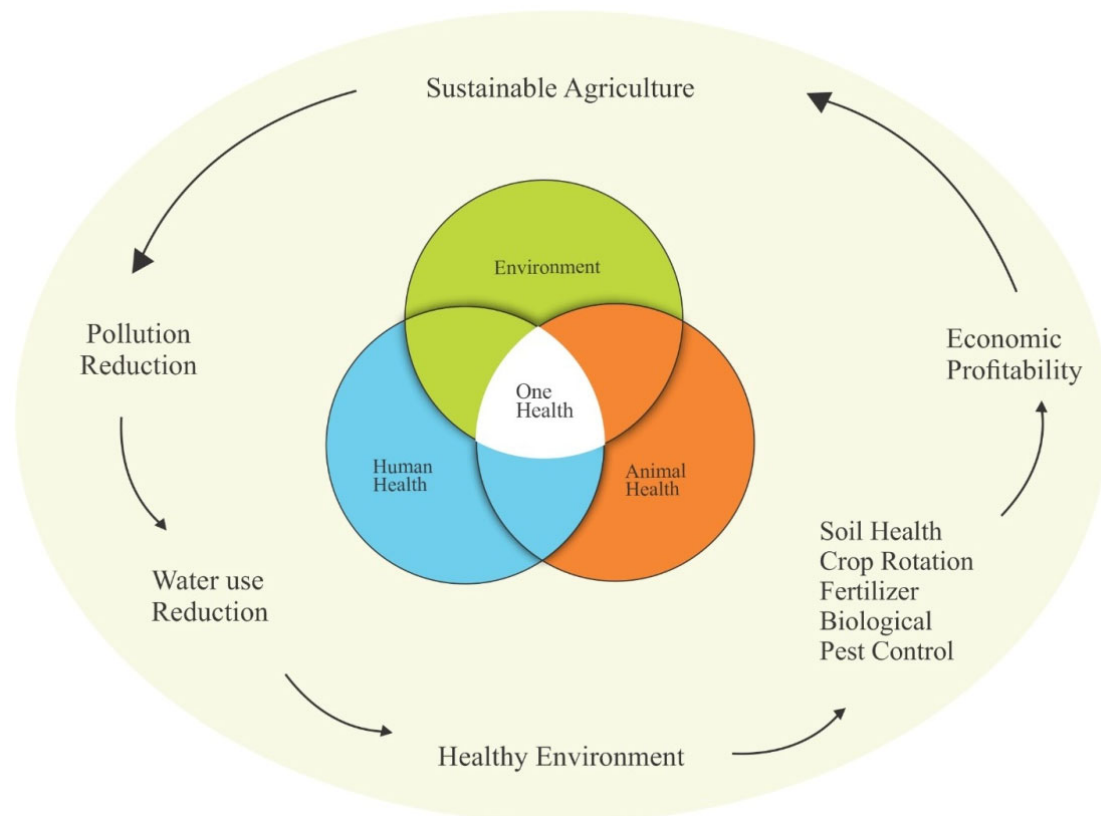 Sustainable Agriculture
Environment
Pollution
Reduction
One
Health
Economic
Profitability
Human
Health
Animal
Health
Soil Health
Crop Rotation
Fertilizer
Biological
Pest Control
Water use
Reduction
Healthy Environment